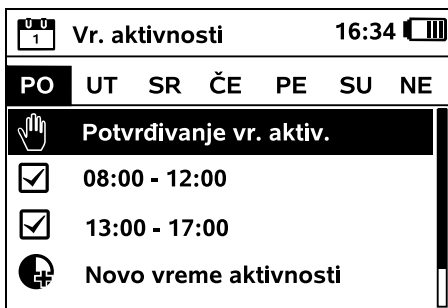 1 Vr. aktivnosti 16:34
PO UT SR ČE PE SU NE
Potvrđivanje vr. aktiv.
08:00 - 12:00
13:00 - 17:00
Novo vreme aktivnosti